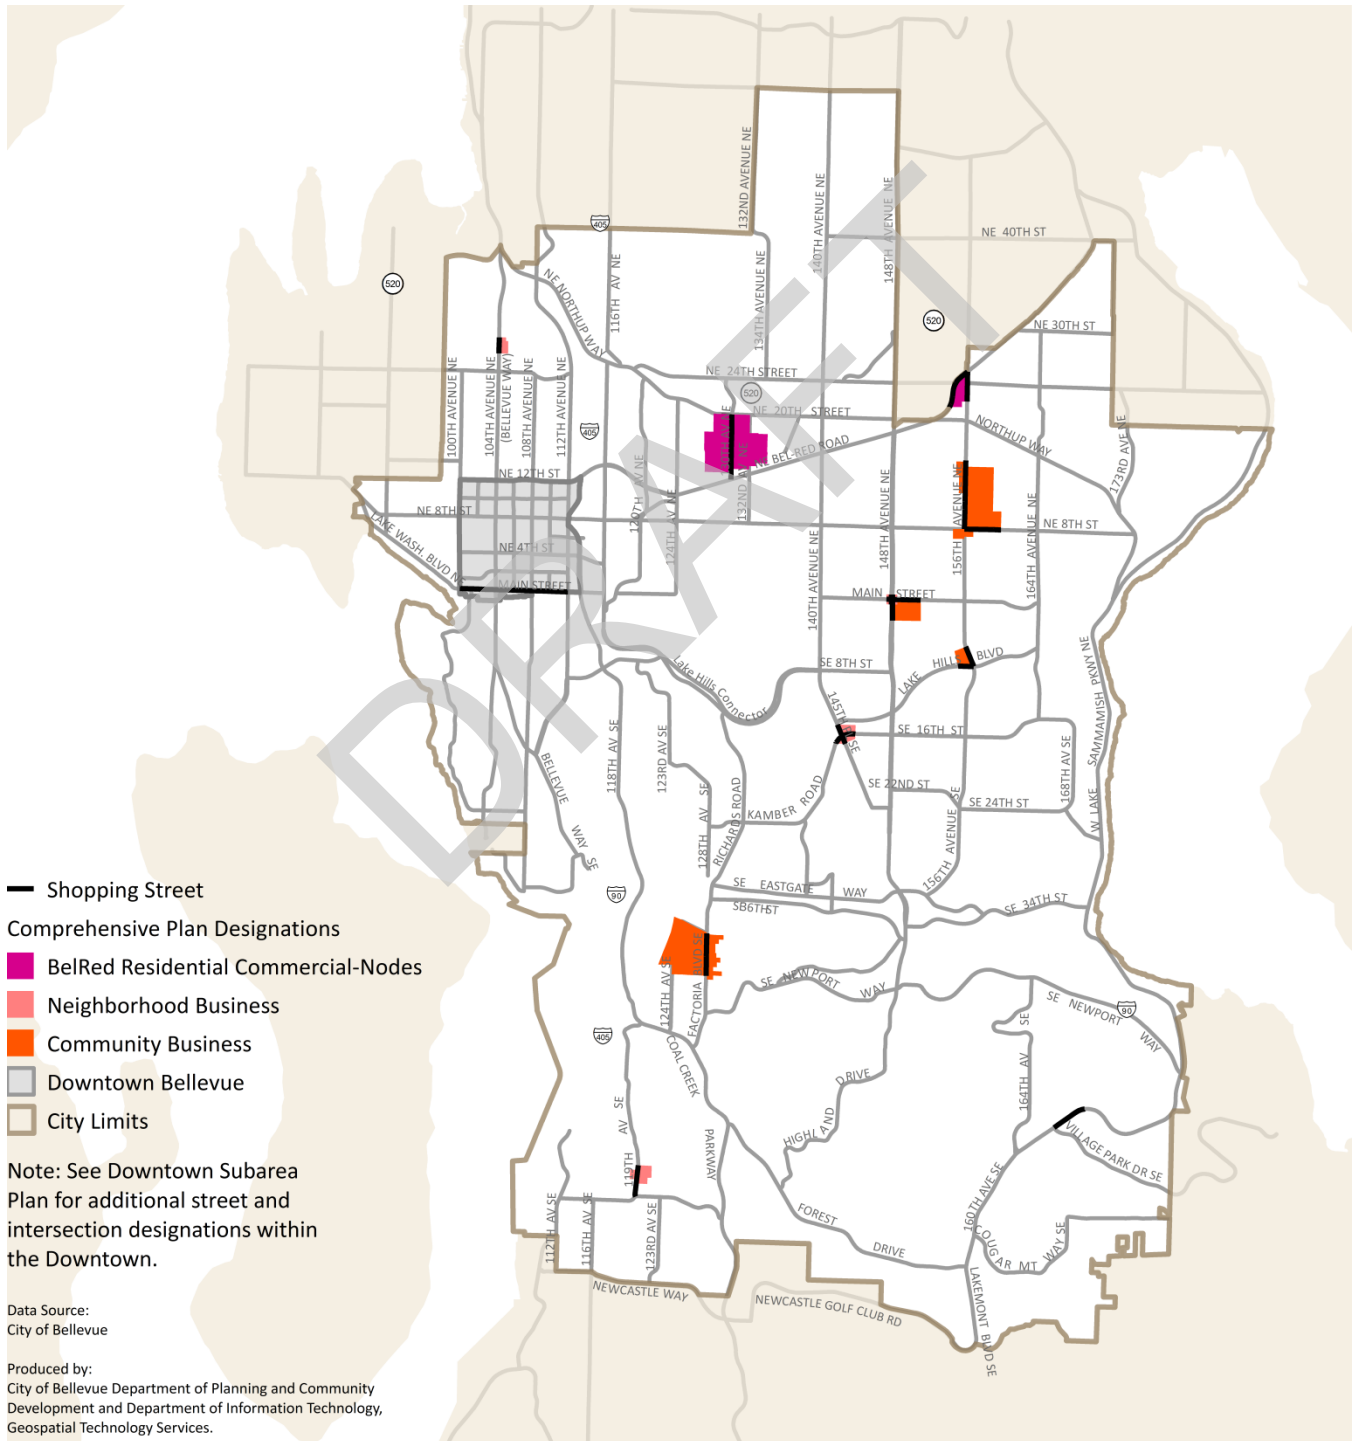 132ND AVENUE NE
140TH AVENUE NE
148TH AVENUE NE
NE 40TH ST
405
520
NE NORTHUP WAY
116TH AV NE
134TH AVENUE NE
520
NE 30TH ST
100TH AVENUE NE
104TH AVENUE NE
(BELLEVUE WAY)
108TH AVENUE NE
112TH AVENUE NE
NE 24TH STREET
520
NE 20TH STREET
405
130TH AV NE
132ND AV NE
NE BEL-RED ROAD
NORTHUP WAY
173RD AVE NE
NE 12TH ST
120TH AV NE
124TH AV NE
148TH AVENUE NE
156TH AVENUE NE
164TH AVENUE NE
NE 8TH ST
NE 8TH ST
LAKE WASH. BLVD NE
NE 4TH ST
MAIN STREET
140TH AVENUE NE
MAIN STREET
DRAFT
Lake Hills Connector
SE 8TH ST
LAKE HILLS BLVD
W LAKE SAMMAMISH PKWY NE
145TH PL SE
SE 16TH ST
118TH AV SE
123RD AV SE
BELLEVUE WAY SE
128TH AV SE
RICHARDS ROAD
KAMBER ROAD
SE 22ND ST
SE 24TH ST
168TH AV SE
156TH AVENUE SE
90
SE EASTGATE WAY
SE 34TH ST
124TH AV SE
FACTORIA BLVD SE
SE NEWPORT WAY
SE NEWPORT WAY
90
405
COAL CREEK PARKWAY
164TH AV SE
HIGHLAND DRIVE
VILLAGE PARK DR SE
119TH AV SE
160TH AVE SE
112TH AV SE
116TH AV SE
123RD AV SE
FOREST DRIVE
COUGAR MT WAY SE
LAKEMONT BLVD SE
NEWCASTLE WAY
NEWCASTLE GOLF CLUB RD
Shopping Street
Comprehensive Plan Designations
BelRed Residential Commercial-Nodes
Neighborhood Business
Community Business
Downtown Bellevue
City Limits
Note: See Downtown Subarea
Plan for additional street and
intersection designations within
the Downtown.
Data Source:
City of Bellevue
Produced by:
City of Bellevue Department of Planning and Community
Development and Department of Information Technology,
Geospatial Technology Services.